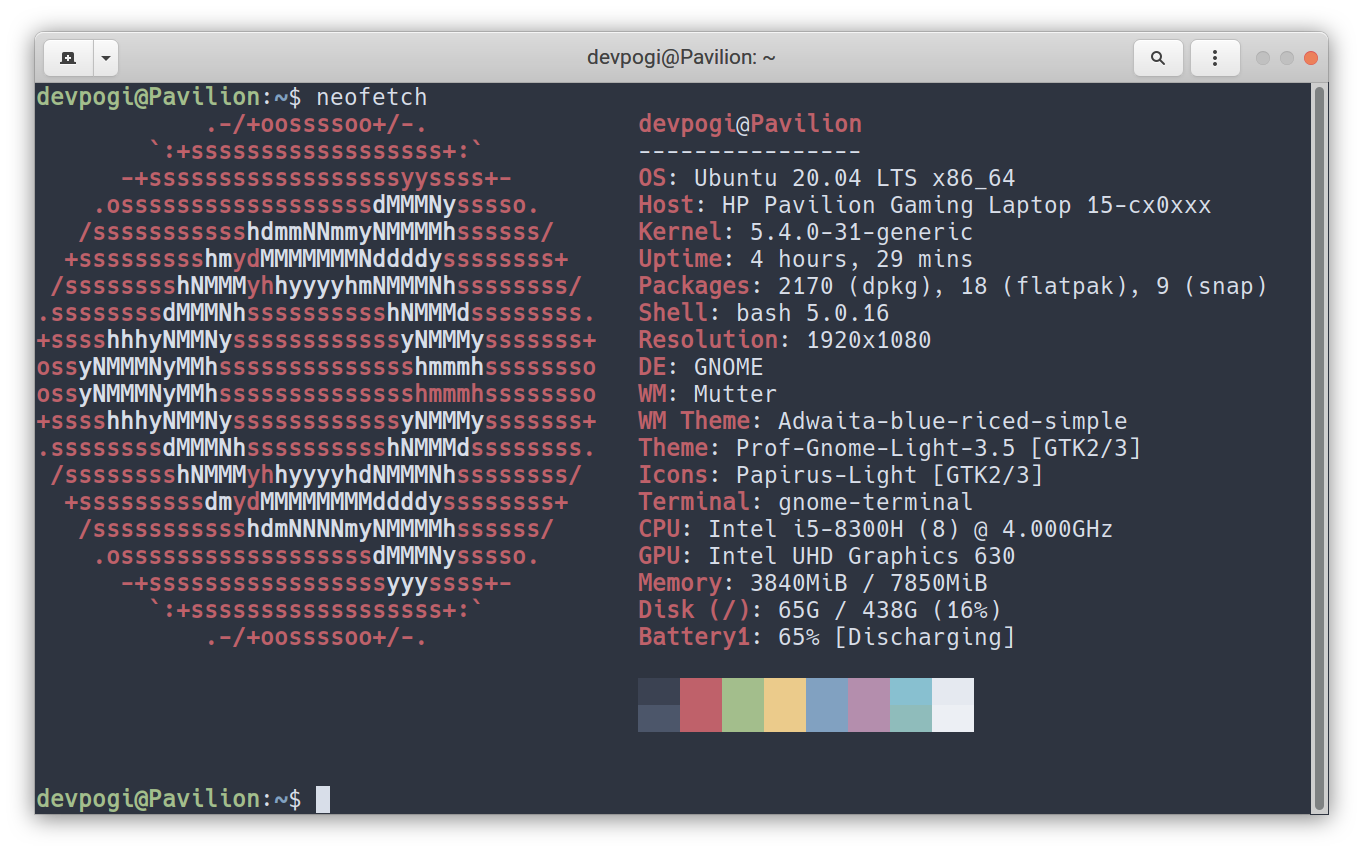 devpogi@Pavilion: ~
devpogi@Pavilion:~$ neofetch
            .-/+oossssoo+/-.               devpogi@Pavilion
        `:+ssssssssssssssssss+:`           ----------------
      -+ssssssssssssssssssyyssss+-         OS: Ubuntu 20.04 LTS x86_64
    .ossssssssssssssssssdMMMNysssso.       Host: HP Pavilion Gaming Laptop 15-cx0xxx
   /ssssssssssshdmmNNmmyNMMMMhssssss/      Kernel: 5.4.0-31-generic
  +ssssssssshmydMMMMMMMNddddyssssssss+     Uptime: 4 hours, 29 mins
 /sssssssshNMMMyhhyyyyhmNMMMNhssssssss/    Packages: 2170 (dpkg), 18 (flatpak), 9 (snap)
.ssssssssdMMMNhsssssssssshNMMMdssssssss.   Shell: bash 5.0.16
+sssshhhyNMMNyssssssssssssyNMMMysssssss+   Resolution: 1920x1080
ossyNMMMNyMMhsssssssssssssshmmmhssssssso   DE: GNOME
ossyNMMMNyMMhsssssssssssssshmmmhssssssso   WM: Mutter
+sssshhhyNMMNyssssssssssssyNMMMysssssss+   WM Theme: Adwaita-blue-riced-simple
.ssssssssdMMMNhsssssssssshNMMMdssssssss.   Theme: Prof-Gnome-Light-3.5 [GTK2/3]
 /sssssssshNMMMyhhyyyyhdNMMMNhssssssss/    Icons: Papirus-Light [GTK2/3]
  +sssssssssdmydMMMMMMMMddddyssssssss+     Terminal: gnome-terminal
   /ssssssssssshdmNNNNmyNMMMMhssssss/      CPU: Intel i5-8300H (8) @ 4.000GHz
    .ossssssssssssssssssdMMMNysssso.       GPU: Intel UHD Graphics 630
      -+sssssssssssssssssyyyssss+-         Memory: 3840MiB / 7850MiB
        `:+ssssssssssssssssss+:`           Disk (/): 65G / 438G (16%)
            .-/+oossssoo+/-.               Battery1: 65% [Discharging]
devpogi@Pavilion:~$